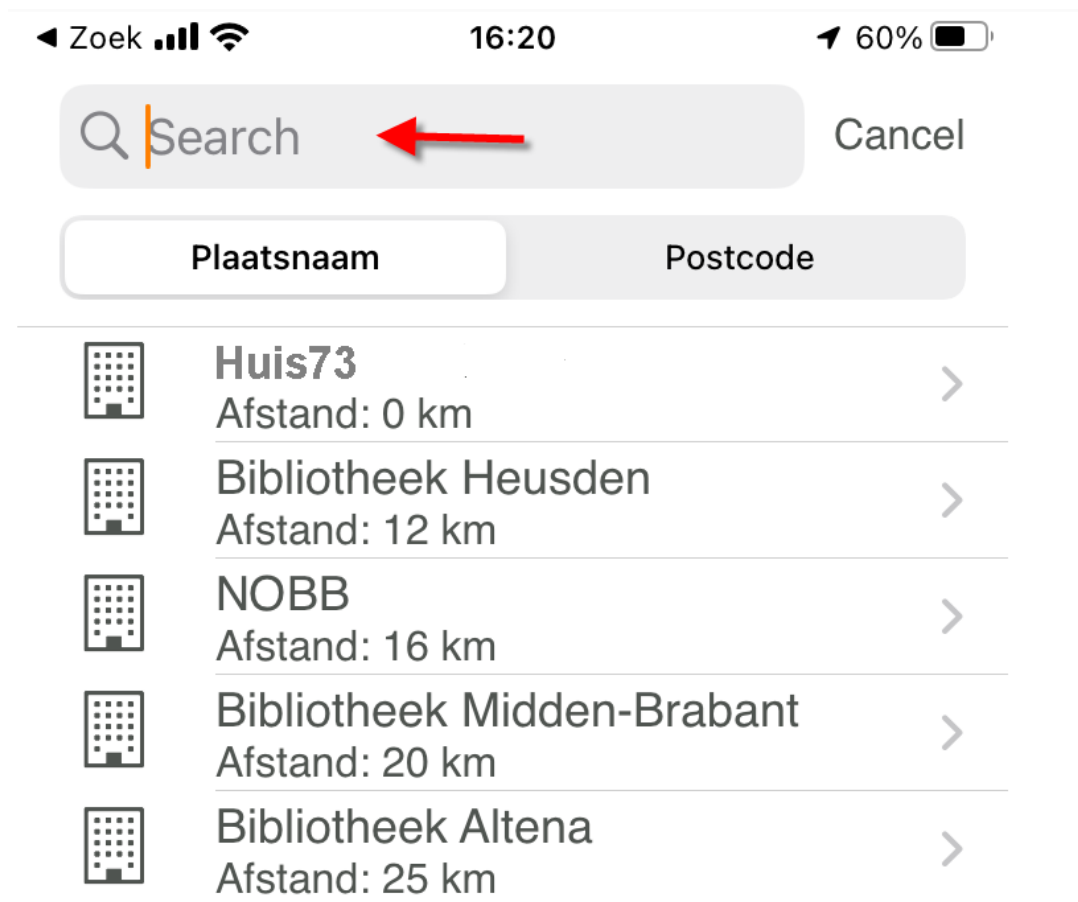 Zoek 16:20 60%
Search Cancel
Plaatsnaam Postcode
Huis73
Afstand: 0 km
Bibliotheek Heusden
Afstand: 12 km
NOBB
Afstand: 16 km
Bibliotheek Midden-Brabant
Afstand: 20 km
Bibliotheek Altena
Afstand: 25 km